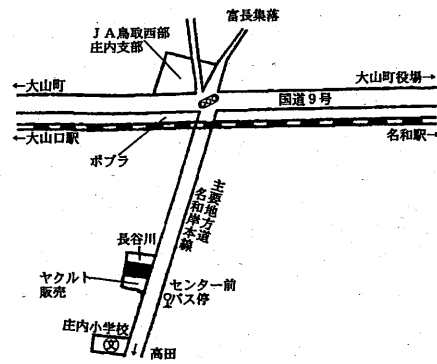 富長集落
ＪＡ鳥取西部
庄内支部
←大山町
大山町役場→
国道９号
←大山口駅
名和駅→
ポプラ
主要地方道
名和岸本線
長谷川
ヤクルト
販売
センター前
バス停
庄内小学校
文
↓
高田